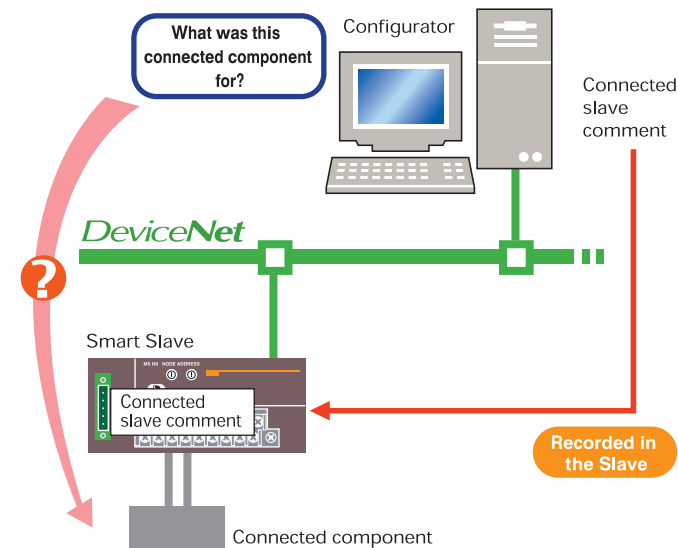 What was this
connected component
for?
Configurator
Connected
slave
comment
DeviceNet
?
Smart Slave
MS NS NODE ADDRESS
Connected
slave comment
Recorded in
the Slave
Connected component